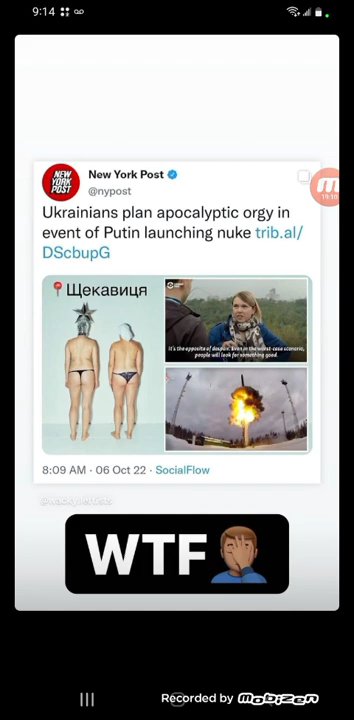 9:14
19:10
NEW
YORK
POST
New York Post
@nypost
Ukrainians plan apocalyptic orgy in
event of Putin launching nuke trib.al/
DScbupG
Щекавиця
It's the opposite of despair. Even in the worst-case scenario,
people will look for something good.
8:09 AM · 06 Oct 22 · SocialFlow
WTF
Recorded by mobizen